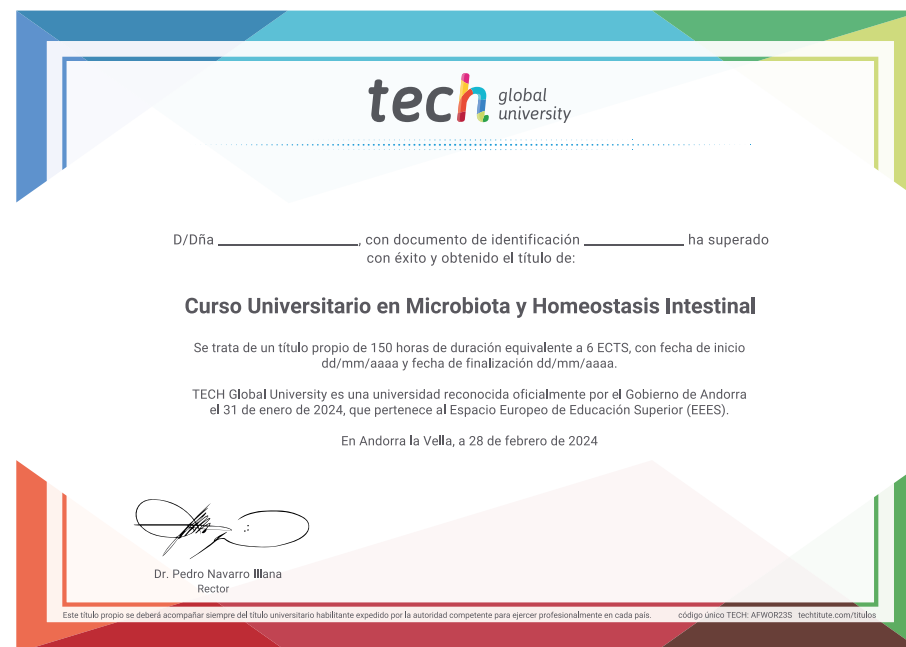 tech global university
D/Dña ______________, con documento de identificación __________ ha superado
con éxito y obtenido el título de:
Curso Universitario en Microbiota y Homeostasis Intestinal
Se trata de un título propio de 150 horas de duración equivalente a 6 ECTS, con fecha de inicio
dd/mm/aaaa y fecha de finalización dd/mm/aaaa.
TECH Global University es una universidad reconocida oficialmente por el Gobierno de Andorra
el 31 de enero de 2024, que pertenece al Espacio Europeo de Educación Superior (EEES).
En Andorra la Vella, a 28 de febrero de 2024
Dr. Pedro Navarro Illana
Rector
Este título propio se deberá acompañar siempre del título universitario habilitante expedido por la autoridad competente para ejercer profesionalmente en cada país. código único TECH: AFWOR23S techtitute.com/titulos